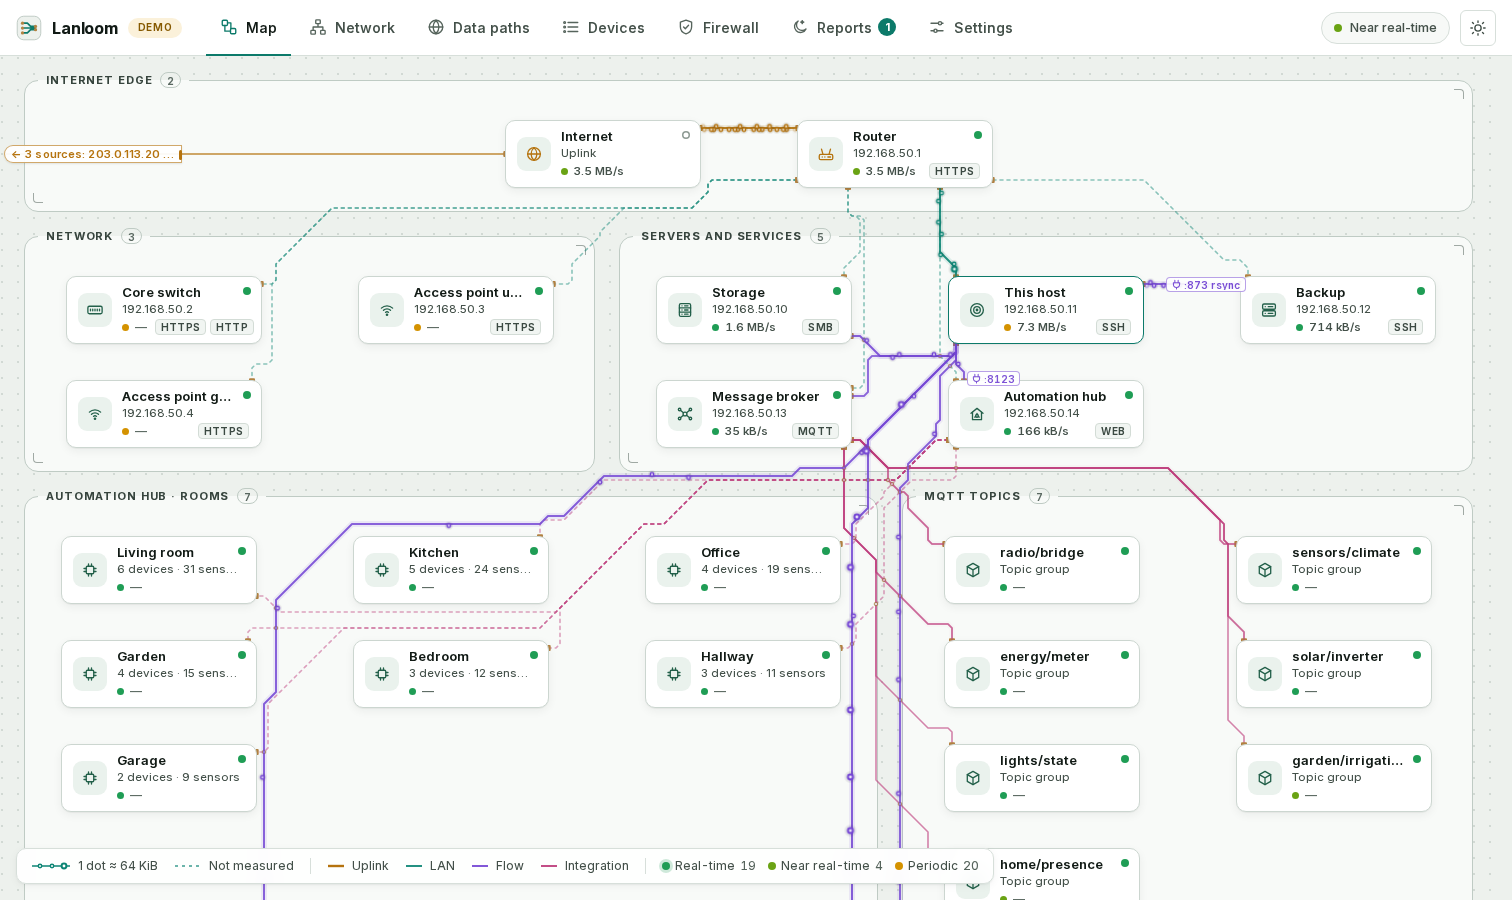 Lanloom DEMO Map Network Data paths Devices Firewall Reports 1 Settings Near real-time
INTERNET EDGE 2
Internet
Uplink
3.5 MB/s
Router
192.168.50.1
3.5 MB/s HTTPS
← 3 sources: 203.0.113.20 ...
NETWORK 3
Core switch
192.168.50.2
— HTTPS HTTP
Access point u...
192.168.50.3
— HTTPS
Access point g...
192.168.50.4
— HTTPS
SERVERS AND SERVICES 5
Storage
192.168.50.10
1.6 MB/s SMB
This host
192.168.50.11
7.3 MB/s SSH
:873 rsync
Backup
192.168.50.12
714 kB/s SSH
Message broker
192.168.50.13
35 kB/s MQTT
:8123
Automation hub
192.168.50.14
166 kB/s WEB
AUTOMATION HUB · ROOMS 7
Living room
6 devices · 31 sens...
—
Kitchen
5 devices · 24 sens...
—
Office
4 devices · 19 sens...
—
Garden
4 devices · 15 sens...
—
Bedroom
3 devices · 12 sens...
—
Hallway
3 devices · 11 sensors
—
Garage
2 devices · 9 sensors
—
MQTT TOPICS 7
radio/bridge
Topic group
—
sensors/climate
Topic group
—
energy/meter
Topic group
—
solar/inverter
Topic group
—
lights/state
Topic group
—
garden/irrigati...
Topic group
—
home/presence
Topic group
—
1 dot ≈ 64 KiB Not measured Uplink LAN Flow Integration Real-time 19 Near real-time 4 Periodic 20